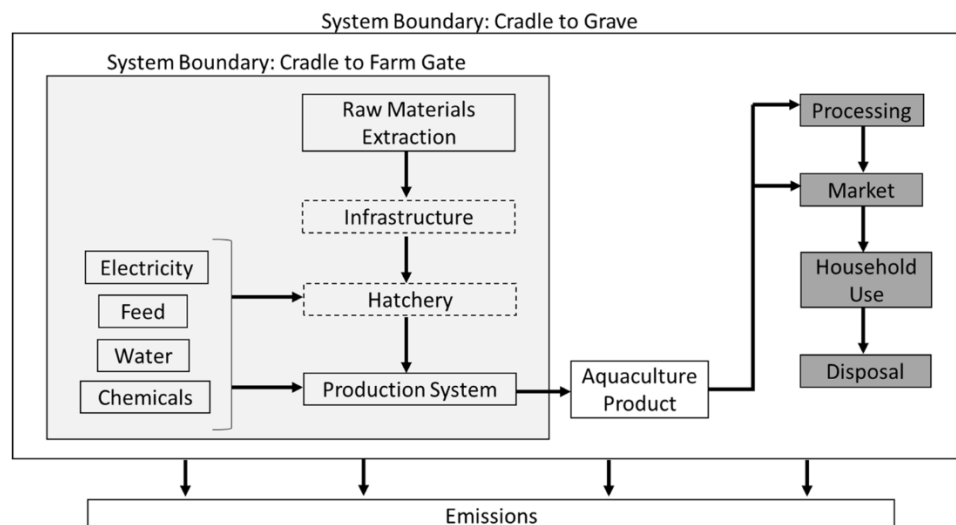 System Boundary: Cradle to Grave
System Boundary: Cradle to Farm Gate
Raw Materials
Extraction
Infrastructure
Hatchery
Production System
Electricity
Feed
Water
Chemicals
Aquaculture
Product
Processing
Market
Household
Use
Disposal
Emissions